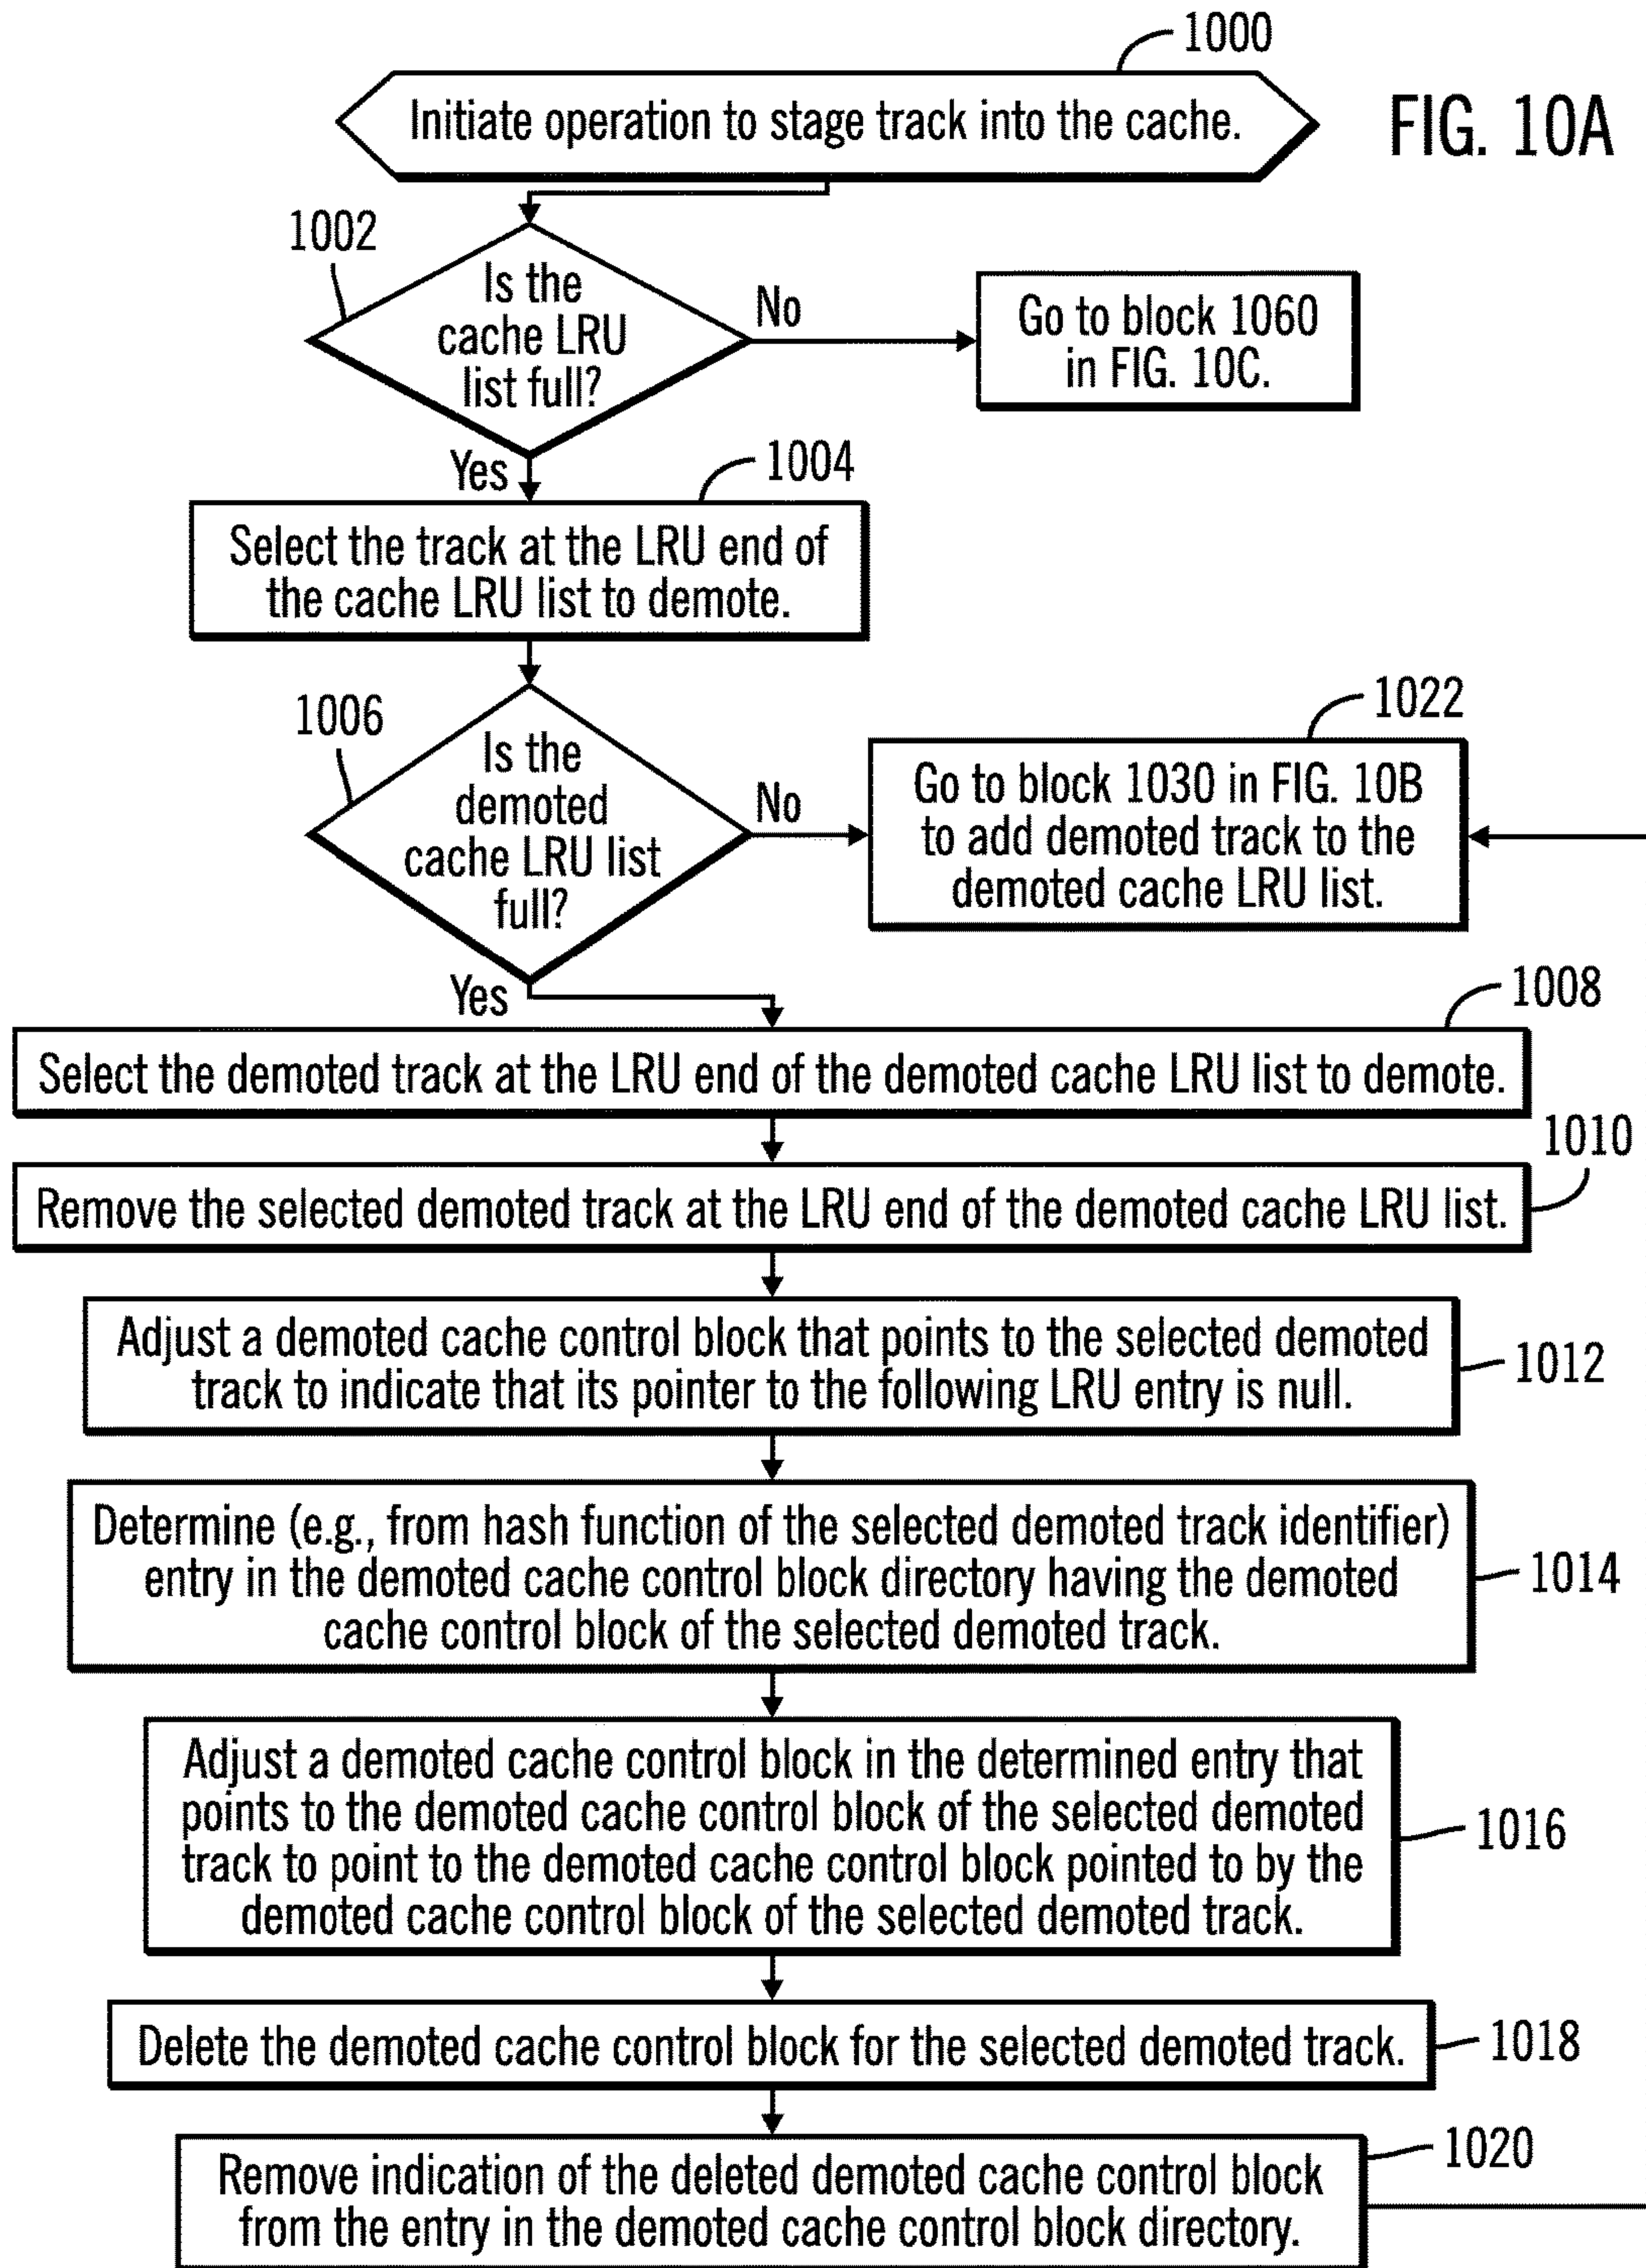 1000
Initiate operation to stage track into the cache.
FIG. 10A
1002
Is the
cache LRU
list full?
No
Go to block 1060
in FIG. 10C.
Yes
1004
Select the track at the LRU end of
the cache LRU list to demote.
1006
Is the
demoted
cache LRU list
full?
No
1022
Go to block 1030 in FIG. 10B
to add demoted track to the
demoted cache LRU list.
Yes
1008
Select the demoted track at the LRU end of the demoted cache LRU list to demote.
1010
Remove the selected demoted track at the LRU end of the demoted cache LRU list.
Adjust a demoted cache control block that points to the selected demoted
track to indicate that its pointer to the following LRU entry is null.
1012
Determine (e.g., from hash function of the selected demoted track identifier)
entry in the demoted cache control block directory having the demoted
cache control block of the selected demoted track.
1014
Adjust a demoted cache control block in the determined entry that
points to the demoted cache control block of the selected demoted
track to point to the demoted cache control block pointed to by the
demoted cache control block of the selected demoted track.
1016
Delete the demoted cache control block for the selected demoted track.
1018
Remove indication of the deleted demoted cache control block
from the entry in the demoted cache control block directory.
1020